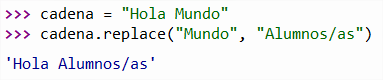 >>> cadena = "Hola Mundo"
>>> cadena.replace("Mundo", "Alumnos/as")
'Hola Alumnos/as'